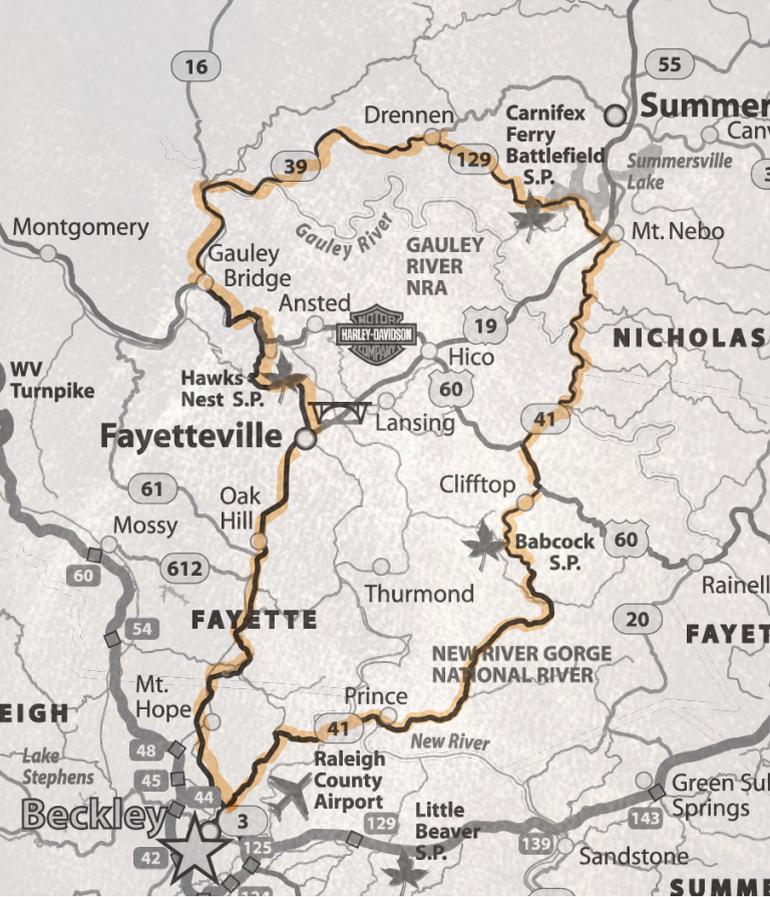 16
55
Drennen
Carnifex
Ferry
Battlefield
S.P.
Summer
39
129
Summersville
Lake
Montgomery
Gauley River
GAULEY
RIVER
NRA
Mt. Nebo
Gauley
Bridge
Ansted
MOTOR
HARLEY-DAVIDSON
COMPANY
19
NICHOLAS
WV
Turnpike
Hawks
Nest S.P.
Hico
60
Lansing
41
Fayetteville
61
Oak
Hill
Clifftop
Mossy
60
612
Babcock
S.P.
60
Thurmond
Rainell
54
FAYETTE
20
FAYET
NEW RIVER GORGE
NATIONAL RIVER
Mt.
Hope
Prince
EIGH
41
New River
48
Lake
Stephens
45
Raleigh
County
Airport
44
Green Sul
Springs
Beckley
3
129
Little
Beaver
S.P.
143
139
42
125
Sandstone
SUMME